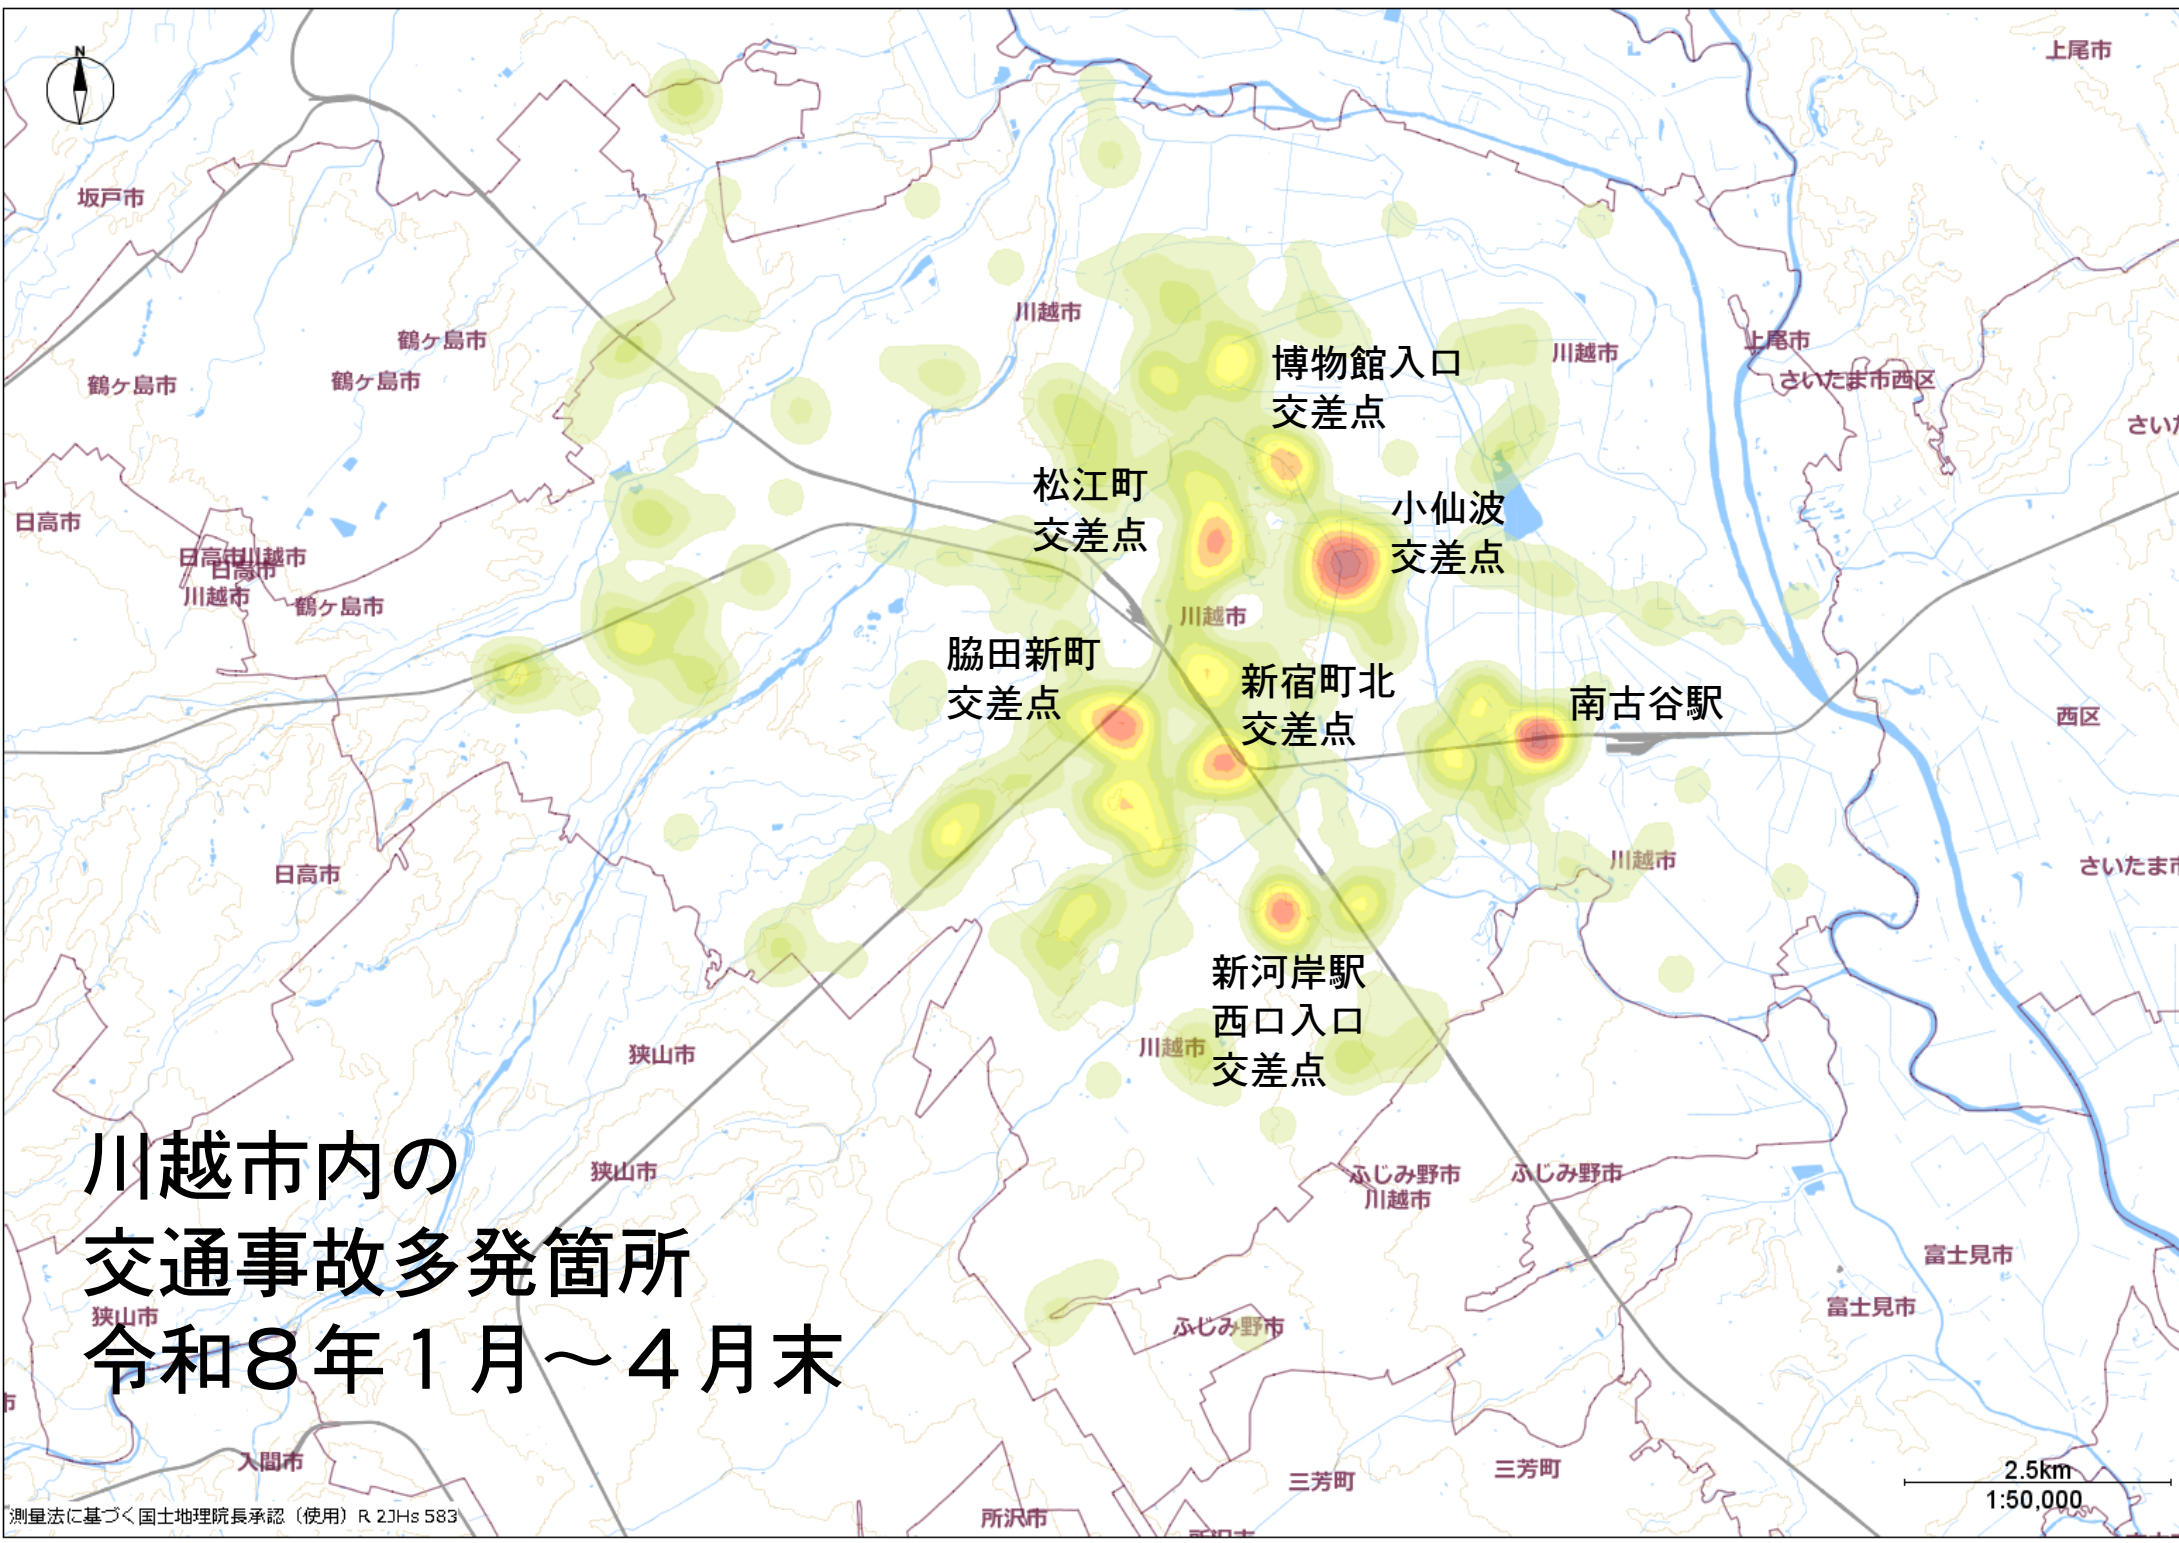 N
上尾市
坂戸市
川越市
鶴ヶ島市
上尾市
川越市
博物館入口
交差点
鶴ヶ島市
鶴ヶ島市
さいたま市西区
松江町
交差点
小仙波
交差点
日高市
日高市
川越市
日高市
川越市
鶴ヶ島市
川越市
脇田新町
交差点
新宿町北
交差点
南古谷駅
西区
日高市
川越市
さいたま市
新河岸駅
西口入口
交差点
川越市
狭山市
川越市内の
交通事故多発箇所
令和8年1月~4月末
狭山市
ふじみ野市
川越市
ふじみ野市
富士見市
狭山市
ふじみ野市
富士見市
入間市
三芳町
三芳町
2.5km
1:50,000
測量法に基づく国土地理院長承認(使用) R 2JHs 583
所沢市